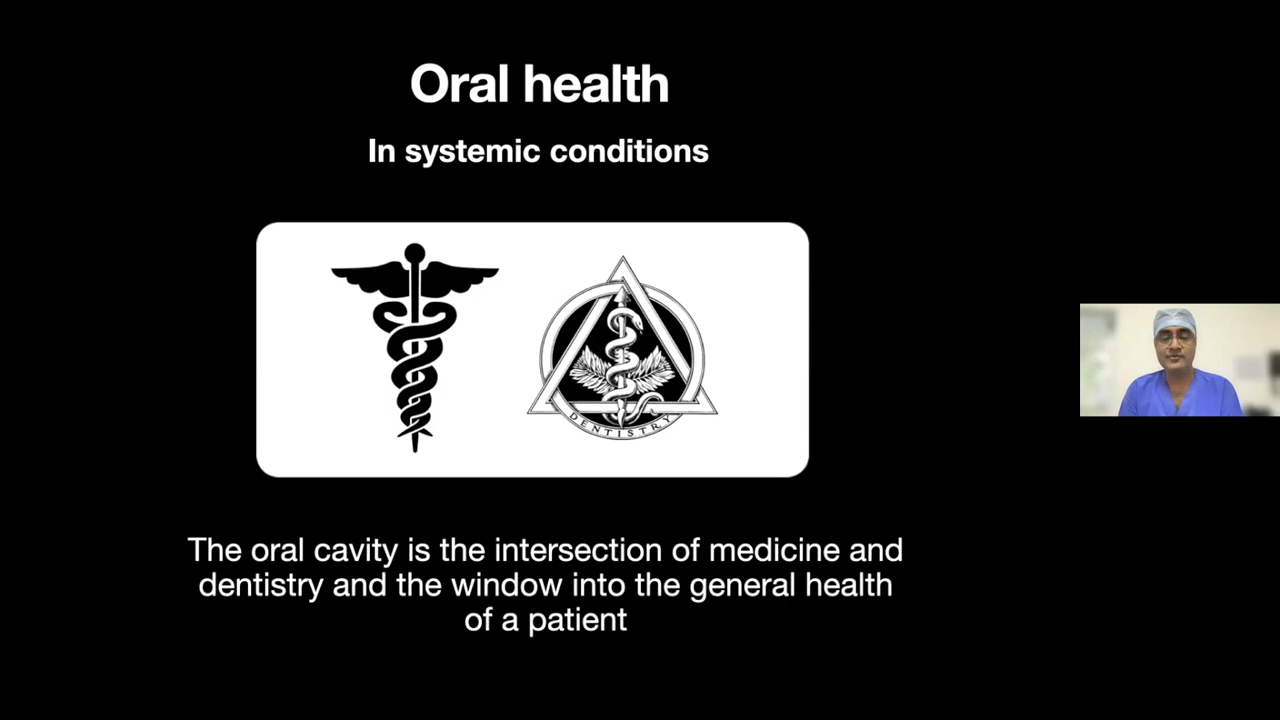 Oral health
In systemic conditions
DENTISTRY
The oral cavity is the intersection of medicine and
dentistry and the window into the general health
of a patient